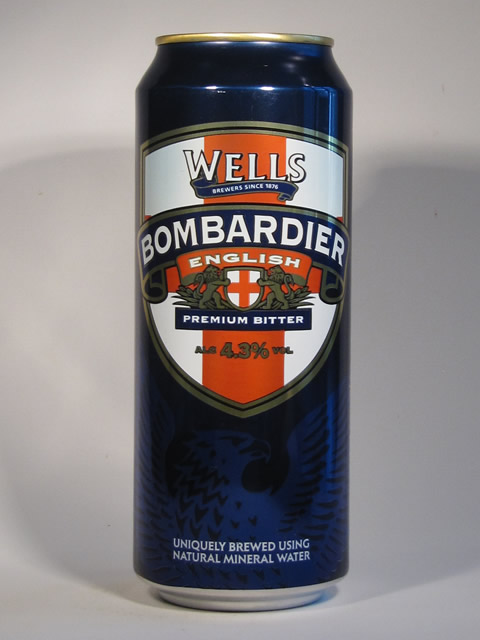 WELLS
BREWERS SINCE 1876
BOMBARDIER
ENGLISH
PREMIUM BITTER
ALC 4.3% VOL.
UNIQUELY BREWED USING
NATURAL MINERAL WATER